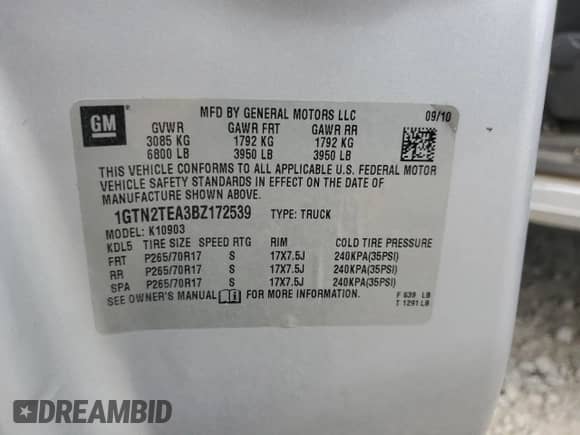 GM
MFD BY GENERAL MOTORS LLC
09/10
GVWR GAWR FRT GAWR RR
3085 KG 1792 KG 1792 KG
6800 LB 3950 LB 3950 LB
THIS VEHICLE CONFORMS TO ALL APPLICABLE U.S. FEDERAL MOTOR
VEHICLE SAFETY STANDARDS IN EFFECT ON THE DATE OF
MANUFACTURE SHOWN ABOVE.
1GTN2TEA3BZ172539 TYPE: TRUCK
MODEL: K10903
KDL5 TIRE SIZE SPEED RTG RIM COLD TIRE PRESSURE
FRT P265/70R17 S 17X7.5J 240KPA(35PSI)
RR P265/70R17 S 17X7.5J 240KPA(35PSI)
SPA P265/70R17 S 17X7.5J 240KPA(35PSI)
SEE OWNER'S MANUAL FOR MORE INFORMATION.
F 639 LB
T 1291 LB
DREAMBID